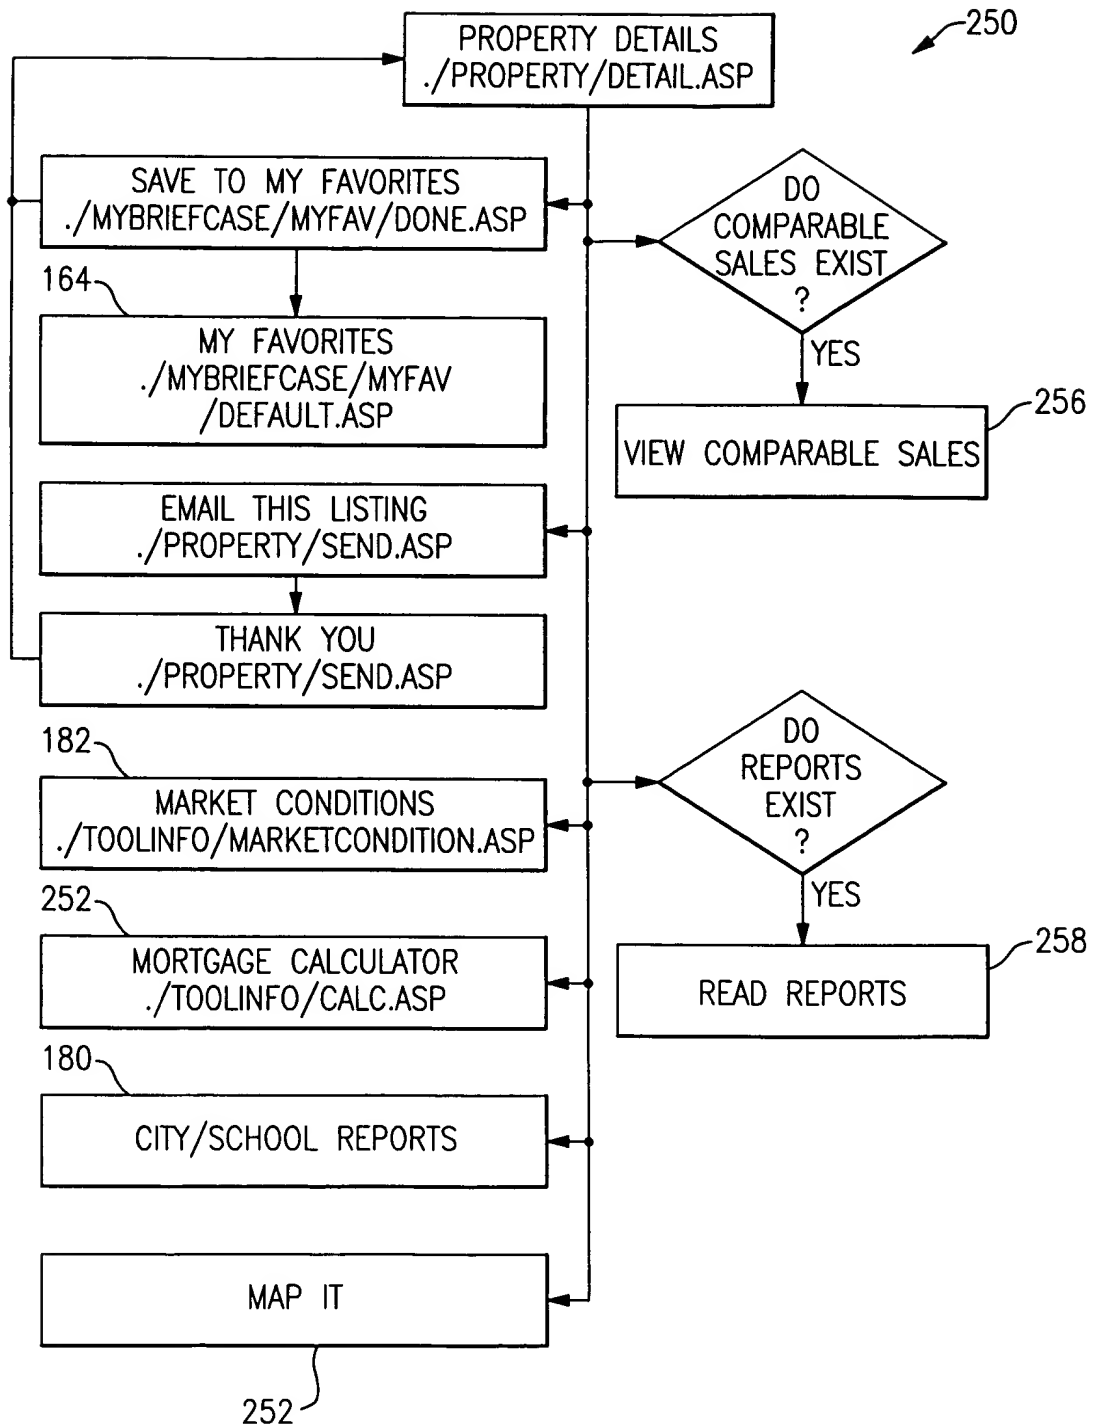 250
PROPERTY DETAILS
./PROPERTY/DETAIL.ASP
SAVE TO MY FAVORITES
./MYBRIEFCASE/MYFAV/DONE.ASP
164
MY FAVORITES
./MYBRIEFCASE/MYFAV
/DEFAULT.ASP
EMAIL THIS LISTING
./PROPERTY/SEND.ASP
THANK YOU
./PROPERTY/SEND.ASP
182
MARKET CONDITIONS
./TOOLINFO/MARKETCONDITION.ASP
252
MORTGAGE CALCULATOR
./TOOLINFO/CALC.ASP
180
CITY/SCHOOL REPORTS
MAP IT
252
DO
COMPARABLE
SALES EXIST
?
YES
256
VIEW COMPARABLE SALES
DO
REPORTS
EXIST
?
YES
258
READ REPORTS